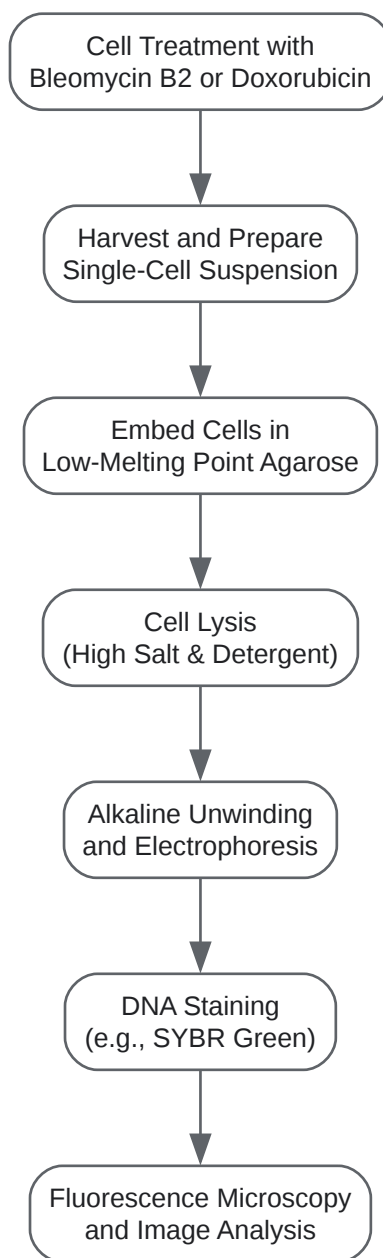 Cell Treatment with
Bleomycin B2 or Doxorubicin
Harvest and Prepare
Single-Cell Suspension
Embed Cells in
Low-Melting Point Agarose
Cell Lysis
(High Salt & Detergent)
Alkaline Unwinding
and Electrophoresis
DNA Staining
(e.g., SYBR Green)
Fluorescence Microscopy
and Image Analysis